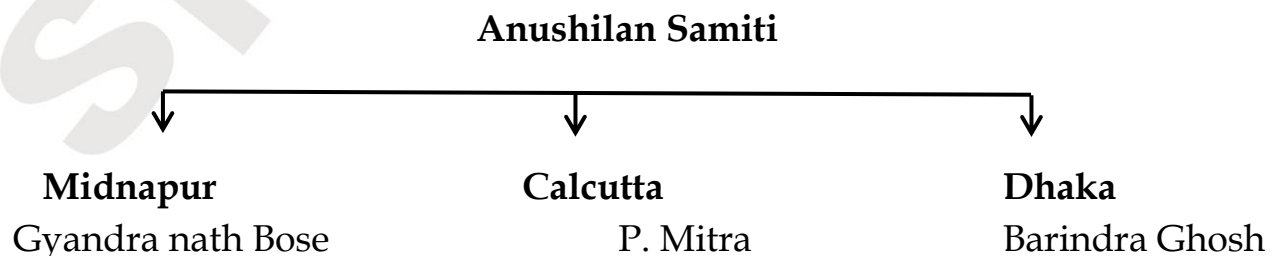 Anushilan Samiti
Midnapur Calcutta Dhaka
Gyandra nath Bose P. Mitra Barindra Ghosh